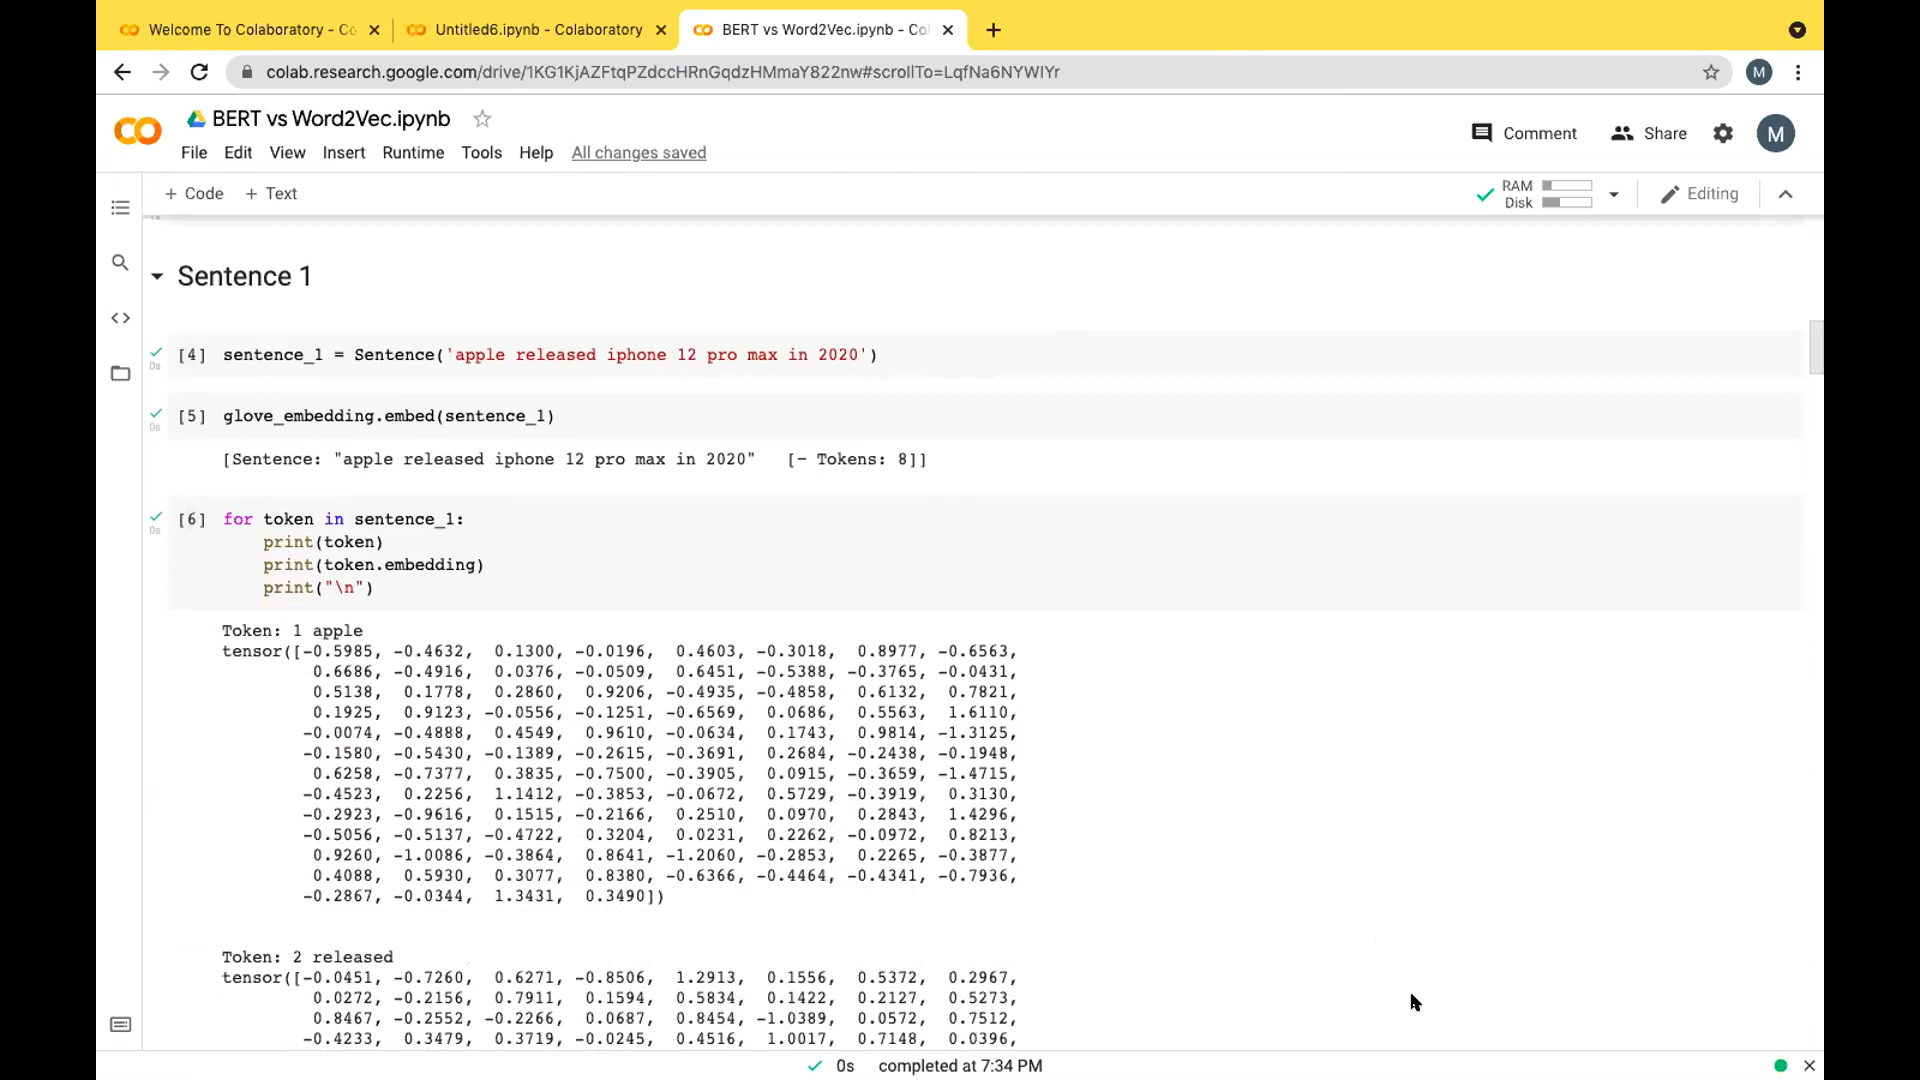 Welcome To Colaboratory - Co
Untitled6.ipynb - Colaboratory
BERT vs Word2Vec.ipynb - Co
colab.research.google.com/drive/1KG1KjAZFtqPZdccHRnGqdzHMmaY822nw#scrollTo=LqfNa6NYWIYr
M
BERT vs Word2Vec.ipynb
Comment
Share
M
File Edit View Insert Runtime Tools Help All changes saved
+ Code + Text
RAM
Disk
Editing
Sentence 1
[4] sentence_1 = Sentence('apple released iphone 12 pro max in 2020')
0s
[5] glove_embedding.embed(sentence_1)
0s
[Sentence: "apple released iphone 12 pro max in 2020" [- Tokens: 8]]
[6] for token in sentence_1:
0s
print(token)
print(token.embedding)
print("\n")
Token: 1 apple
tensor([-0.5985, -0.4632, 0.1300, -0.0196, 0.4603, -0.3018, 0.8977, -0.6563,
0.6686, -0.4916, 0.0376, -0.0509, 0.6451, -0.5388, -0.3765, -0.0431,
0.5138, 0.1778, 0.2860, 0.9206, -0.4935, -0.4858, 0.6132, 0.7821,
0.1925, 0.9123, -0.0556, -0.1251, -0.6569, 0.0686, 0.5563, 1.6110,
-0.0074, -0.4888, 0.4549, 0.9610, -0.0634, 0.1743, 0.9814, -1.3125,
-0.1580, -0.5430, -0.1389, -0.2615, -0.3691, 0.2684, -0.2438, -0.1948,
0.6258, -0.7377, 0.3835, -0.7500, -0.3905, 0.0915, -0.3659, -1.4715,
-0.4523, 0.2256, 1.1412, -0.3853, -0.0672, 0.5729, -0.3919, 0.3130,
-0.2923, -0.9616, 0.1515, -0.2166, 0.2510, 0.0970, 0.2843, 1.4296,
-0.5056, -0.5137, -0.4722, 0.3204, 0.0231, 0.2262, -0.0972, 0.8213,
0.9260, -1.0086, -0.3864, 0.8641, -1.2060, -0.2853, 0.2265, -0.3877,
0.4088, 0.5930, 0.3077, 0.8380, -0.6366, -0.4464, -0.4341, -0.7936,
-0.2867, -0.0344, 1.3431, 0.3490])
Token: 2 released
tensor([-0.0451, -0.7260, 0.6271, -0.8506, 1.2913, 0.1556, 0.5372, 0.2967,
0.0272, -0.2156, 0.7911, 0.1594, 0.5834, 0.1422, 0.2127, 0.5273,
0.8467, -0.2552, -0.2266, 0.0687, 0.8454, -1.0389, 0.0572, 0.7512,
-0.4233, 0.3479, 0.3719, -0.0245, 0.4516, 1.0017, 0.7148, 0.0396,
0s completed at 7:34 PM